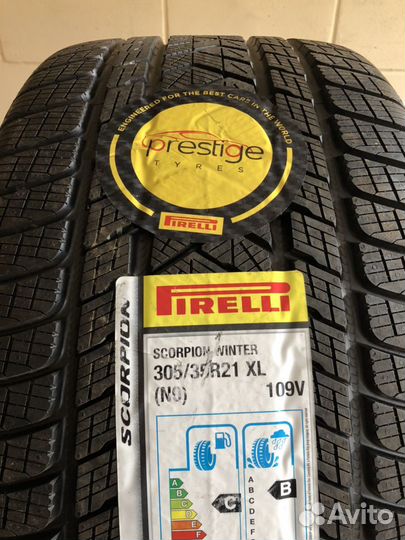 ENGINEERED FOR THE BEST CARS IN THE WORLD
prestige
TYRES
PIRELLI
PIRELLI
SCORPION
SCORPION WINTER
305/35R21 XL
(N0) 109V
A
B
C
D
E
C
A
B
C
D
E
B
Avito